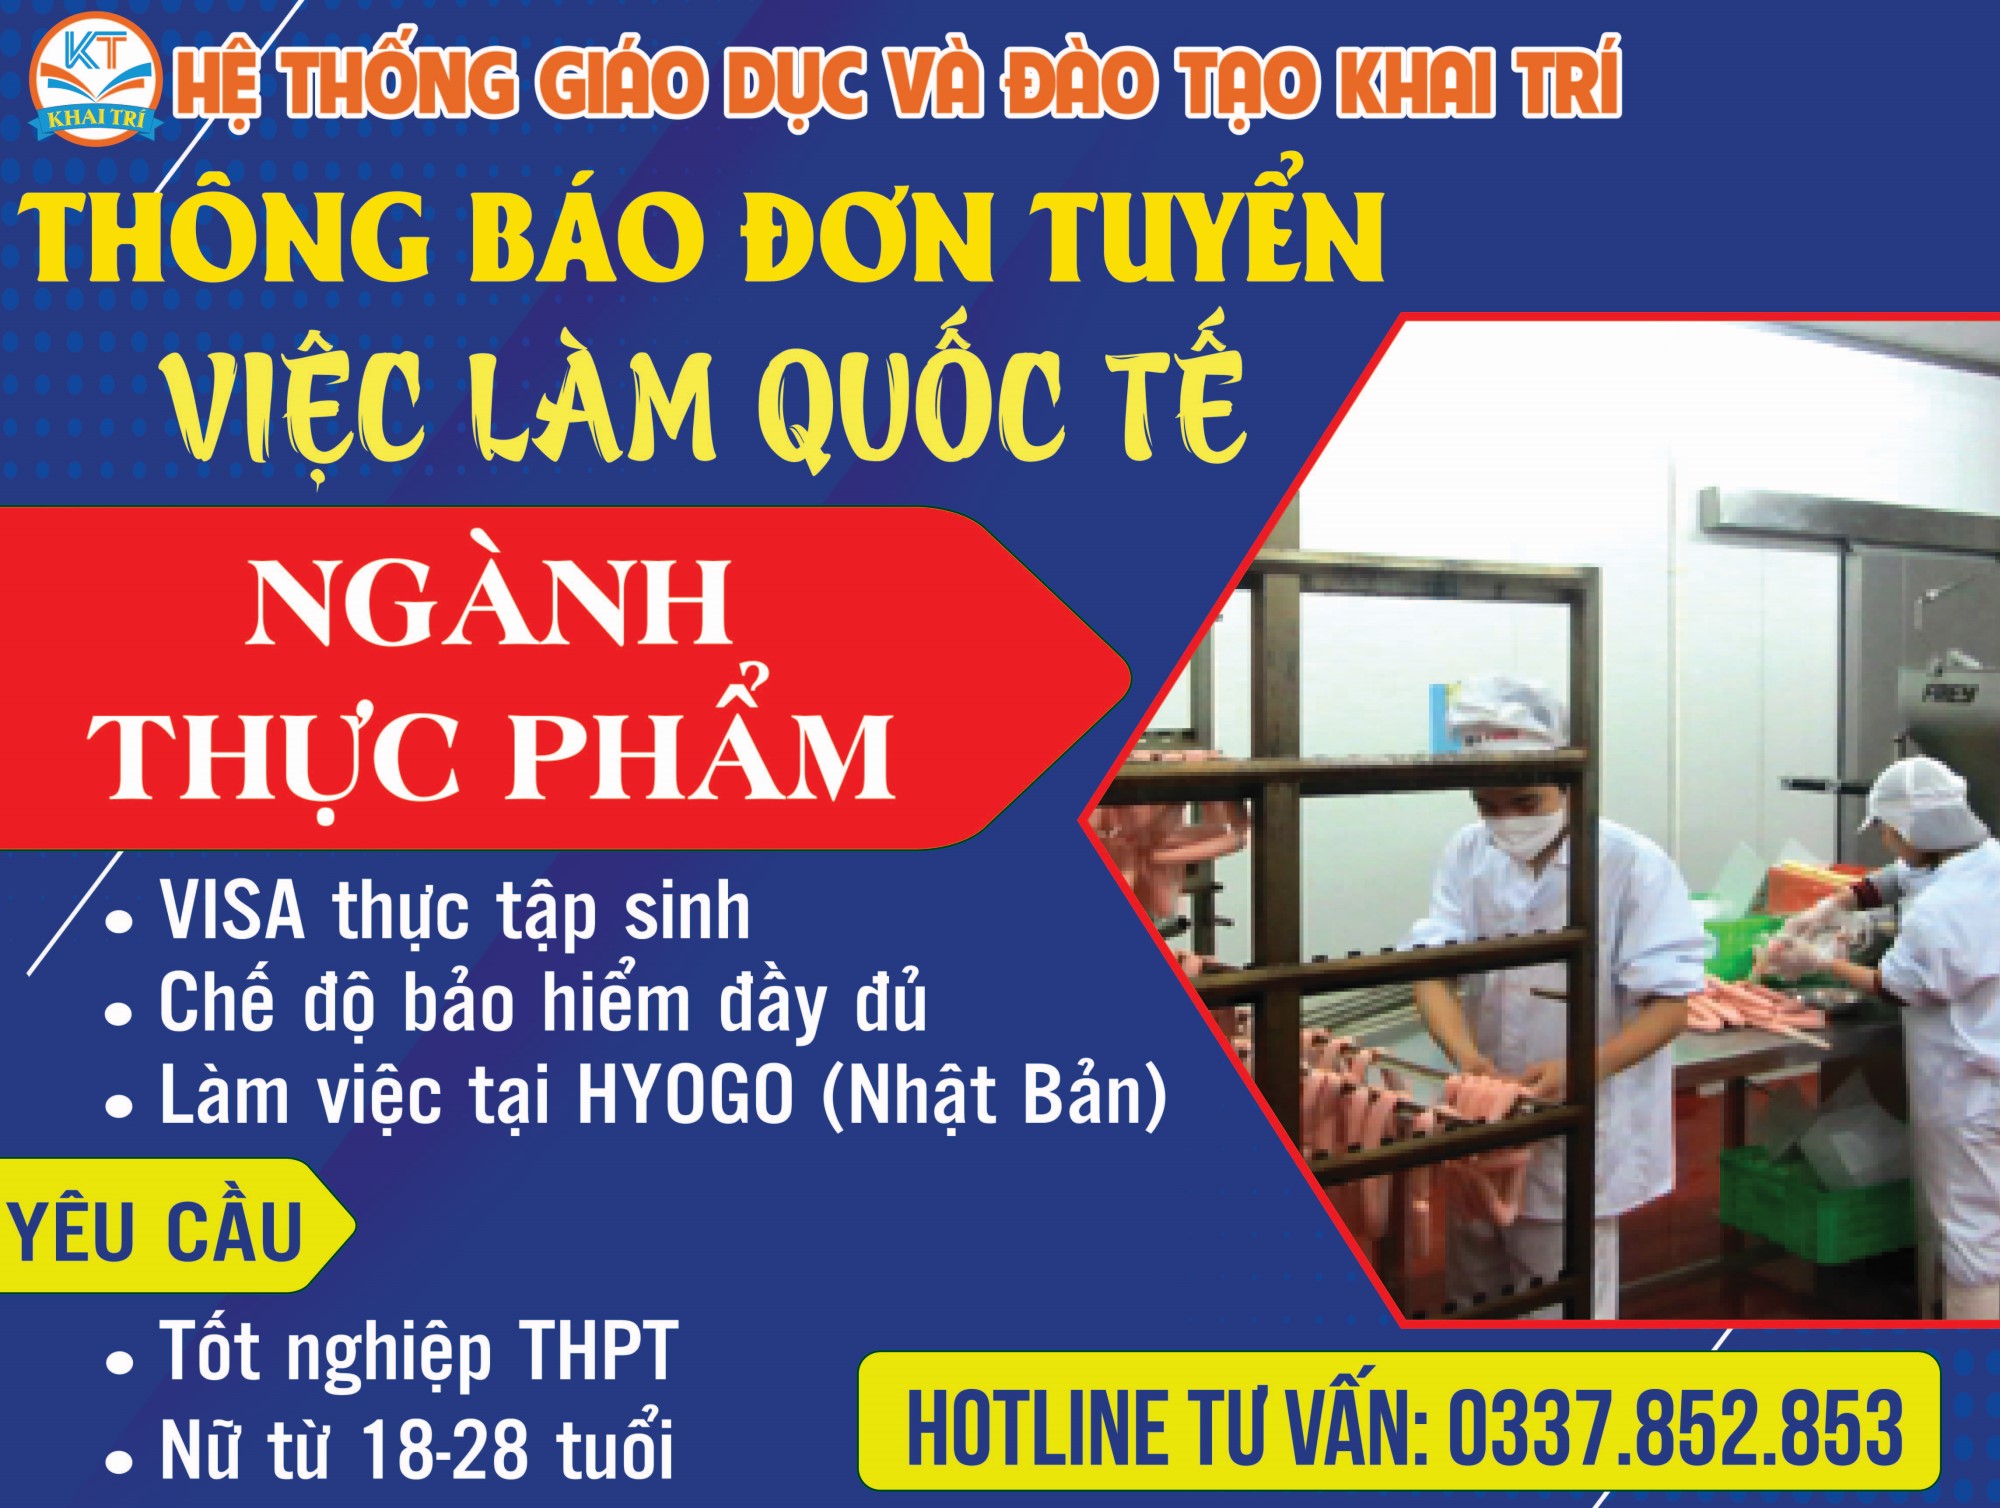 KT
KHAI TRÍ
HỆ THỐNG GIÁO DỤC VÀ ĐÀO TẠO KHAI TRÍ
THÔNG BÁO ĐƠN TUYỂN
VIỆC LÀM QUỐC TẾ
NGÀNH
THỰC PHẨM
• VISA thực tập sinh
• Chế độ bảo hiểm đầy đủ
• Làm việc tại HYOGO (Nhật Bản)
YÊU CẦU
• Tốt nghiệp THPT
• Nữ từ 18-28 tuổi
HOTLINE TƯ VẤN: 0337.852.853